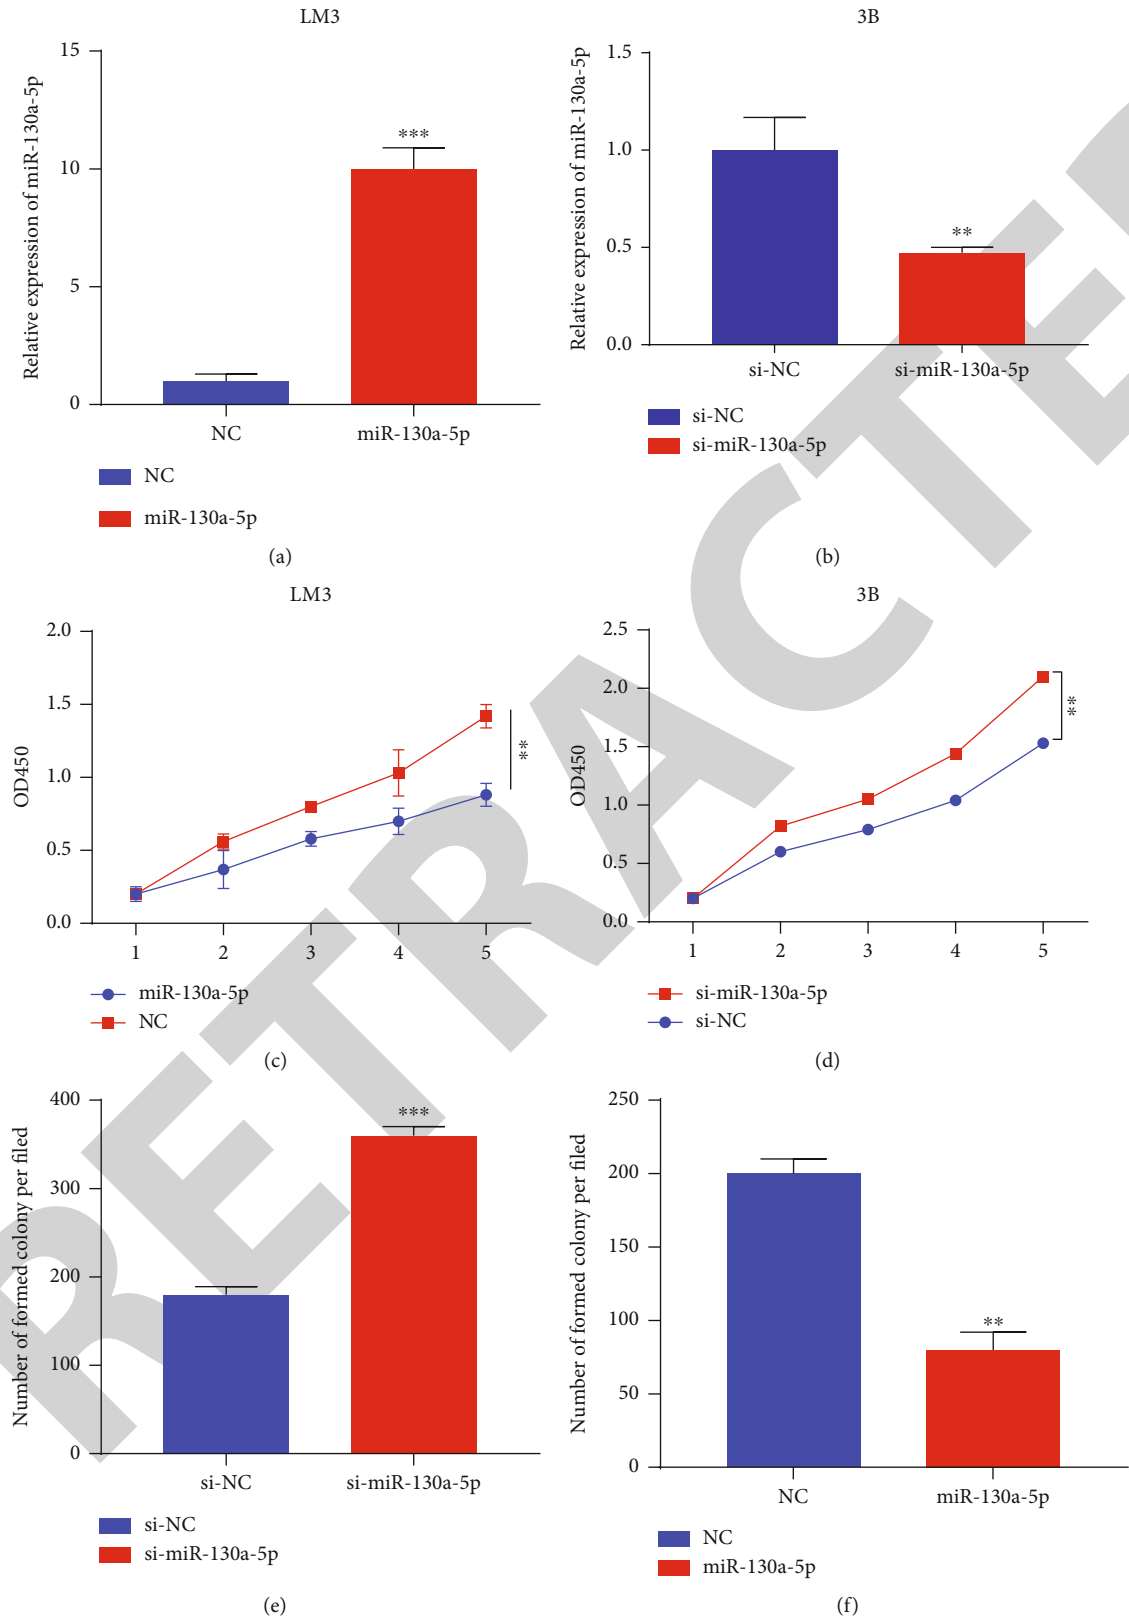 LM3
Relative expression of miR-130a-5p
15
10
5
0
***
NC
miR-130a-5p
NC
miR-130a-5p
(a)
3B
Relative expression of miR-130a-5p
1.5
1.0
0.5
0.0
**
si-NC
si-miR-130a-5p
si-NC
si-miR-130a-5p
(b)
LM3
OD450
2.0
1.5
1.0
0.5
0.0
**
1 2 3 4 5
miR-130a-5p
NC
(c)
3B
OD450
2.5
2.0
1.5
1.0
0.5
0.0
**
1 2 3 4 5
si-miR-130a-5p
si-NC
(d)
Number of formed colony per filed
400
300
200
100
0
***
si-NC
si-miR-130a-5p
si-NC
si-miR-130a-5p
(e)
Number of formed colony per filed
250
200
150
100
50
0
**
NC
miR-130a-5p
NC
miR-130a-5p
(f)
RETRACTE